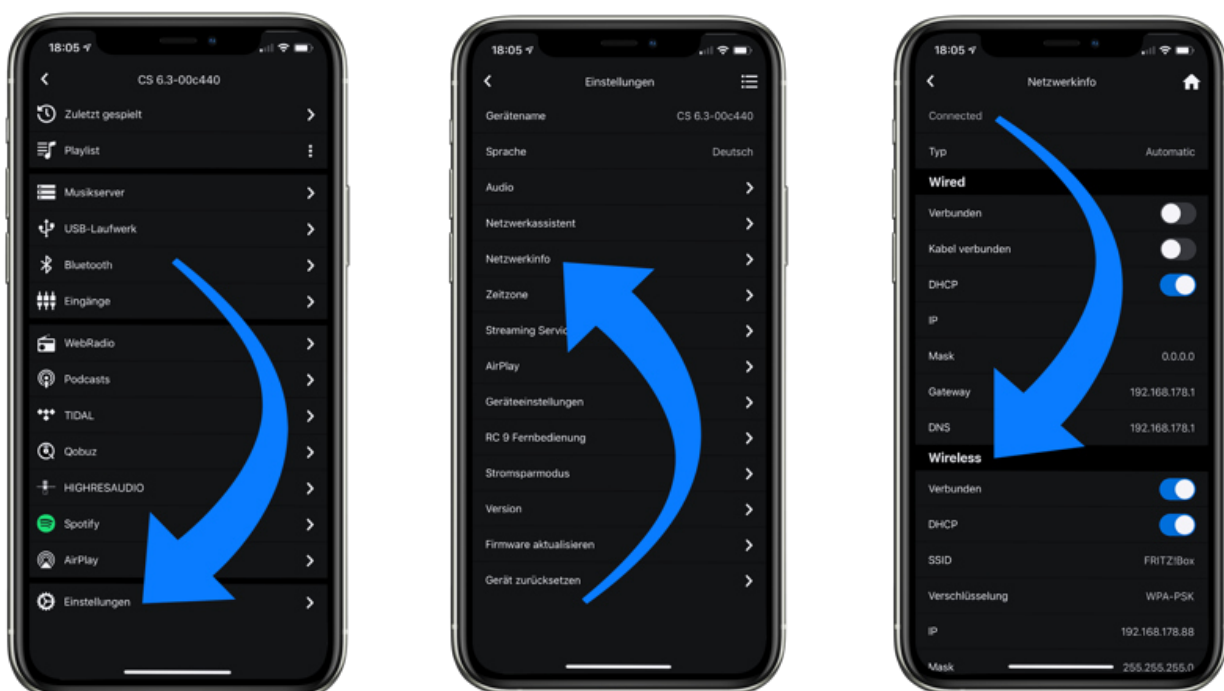 18:05
CS 6.3-00c440
Zuletzt gespielt
Playlist
Musikserver
USB-Laufwerk
Bluetooth
Eingänge
WebRadio
Podcasts
TIDAL
Qobuz
HIGHRESAUDIO
Spotify
AirPlay
Einstellungen
18:05
Einstellungen
Gerätename CS 6.3-00c440
Sprache Deutsch
Audio
Netzwerkassistent
Netzwerkinfo
Zeitzone
Streaming Servic
AirPlay
Geräteeinstellungen
RC 9 Fernbedienung
Stromsparmodus
Version
Firmware aktualisieren
Gerät zurücksetzen
18:05
Netzwerkinfo
Connected
Typ Automatic
Wired
Verbunden
Kabel verbunden
DHCP
IP
Mask 0.0.0.0
Gateway 192.168.178.1
DNS 192.168.178.1
Wireless
Verbunden
DHCP
SSID FRITZ!Box
Verschlüsselung WPA-PSK
IP 192.168.178.88
Mask 255.255.255.0